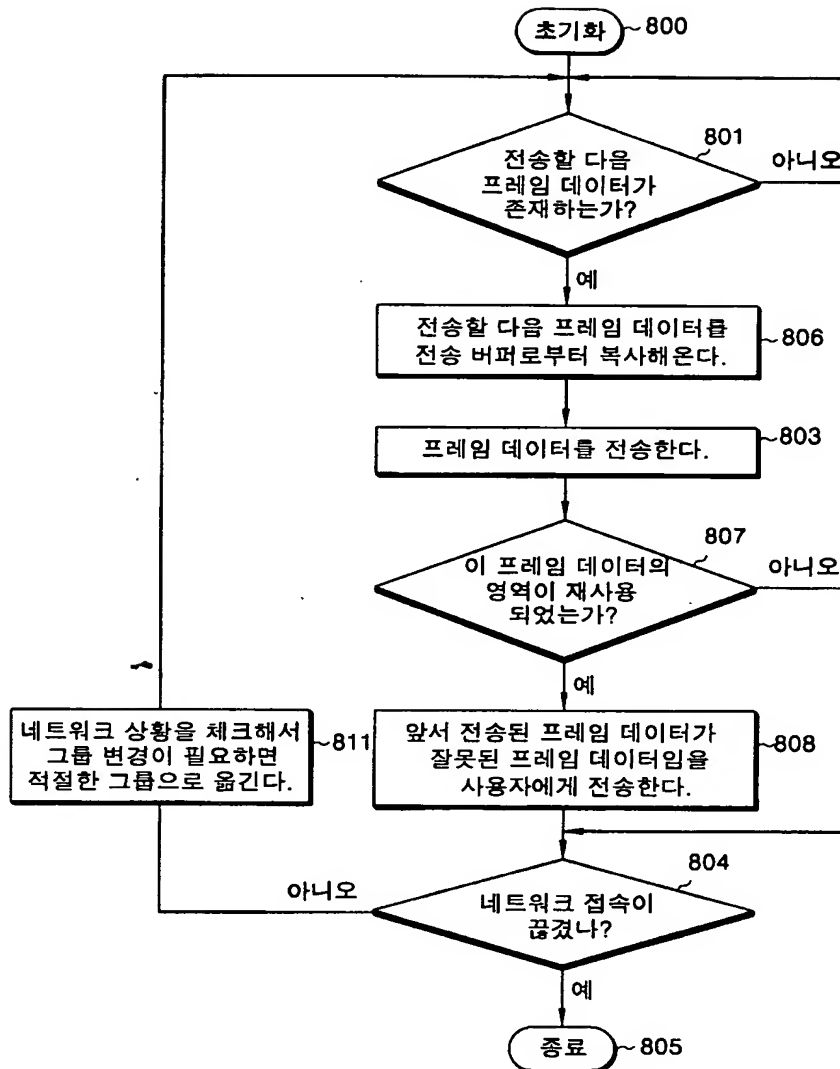 초기화
800
801
전송할 다음
프레임 데이터가
존재하는가?
아니오
예
전송할 다음 프레임 데이터를
전송 버퍼로부터 복사해온다.
806
프레임 데이터를 전송한다.
803
807
이 프레임 데이터의
영역이 재사용
되었는가?
아니오
예
네트워크 상황을 체크해서
그룹 변경이 필요하면
적절한 그룹으로 옮긴다.
811
앞서 전송된 프레임 데이터가
잘못된 프레임 데이터임을
사용자에게 전송한다.
808
804
아니오
네트워크 접속이
끊겼나?
예
종료
805